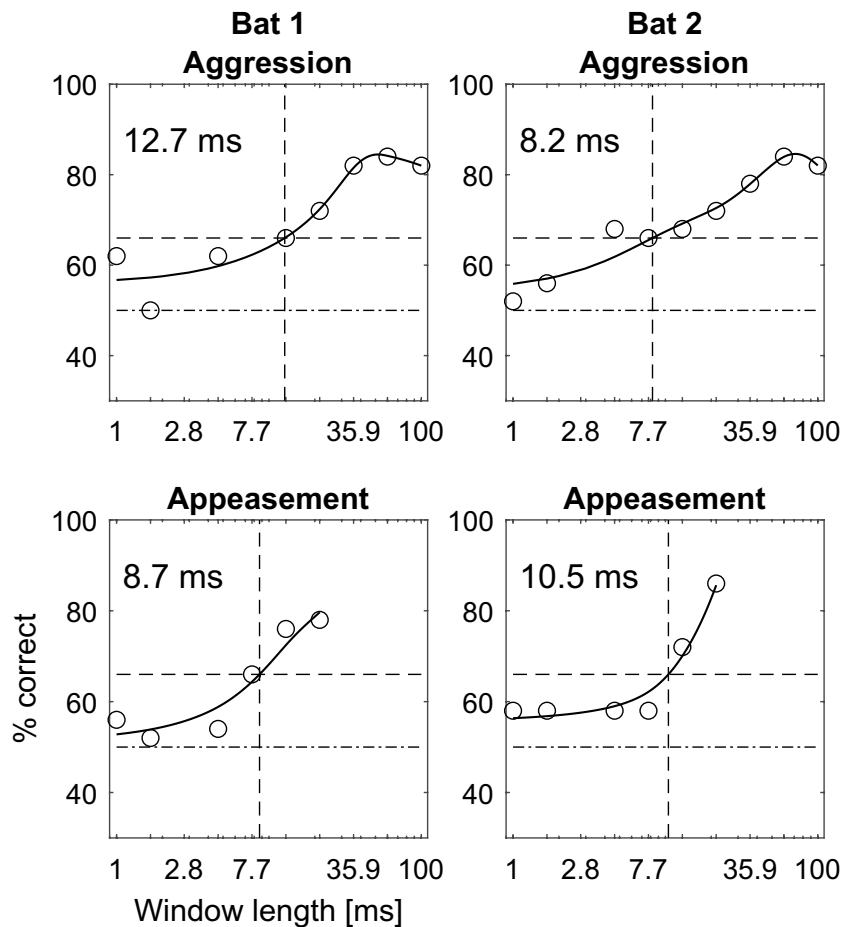 Bat 1
Aggression
100
80
60
40
12.7 ms
1 2.8 7.7 35.9 100
Bat 2
Aggression
100
80
60
40
8.2 ms
1 2.8 7.7 35.9 100
Appeasement
100
80
60
40
8.7 ms
% correct
1 2.8 7.7 35.9 100
Window length [ms]
Appeasement
100
80
60
40
10.5 ms
1 2.8 7.7 35.9 100